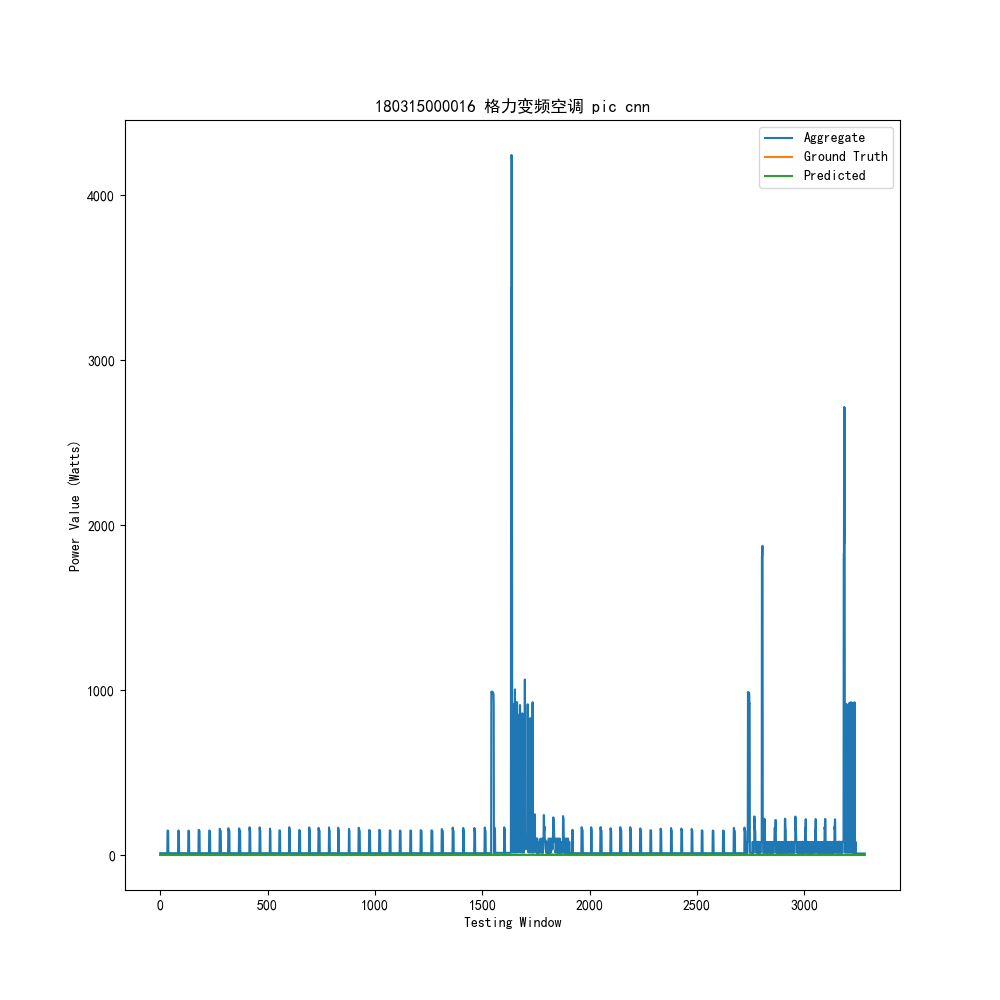 180315000016 格力变频空调 pic cnn
Aggregate
Ground Truth
Predicted
Power Value (Watts)
4000
3000
2000
1000
0
0 500 1000 1500 2000 2500 3000
Testing Window